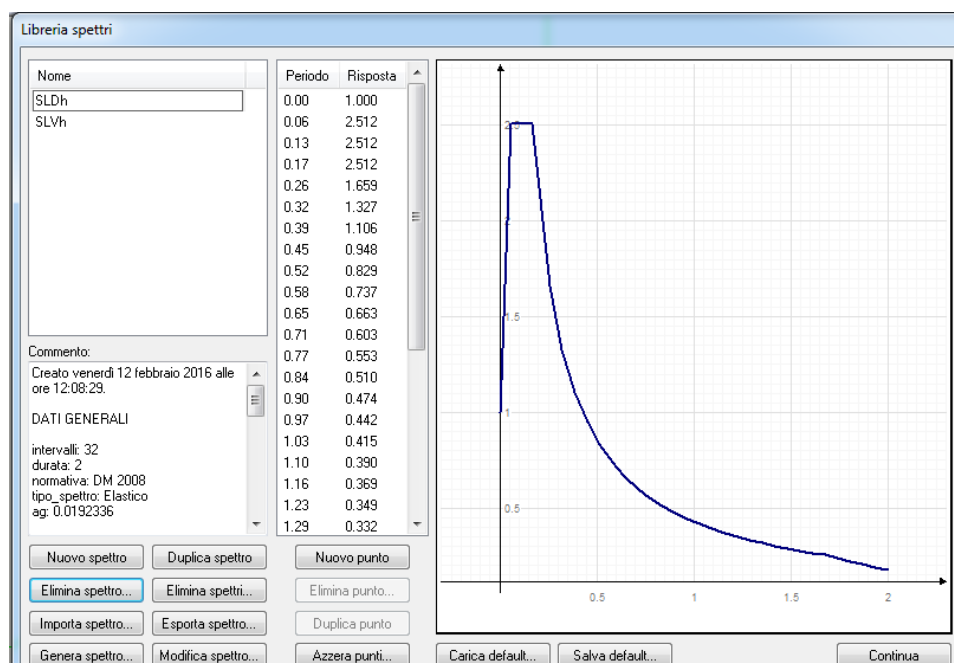 Libreria spettri
Nome
SLDh
SLVh
Commento:
Creato venerdì 12 febbraio 2016 alle
ore 12:08:29.
DATI GENERALI
intervalli: 32
durata: 2
normativa: DM 2008
tipo_spettro: Elastico
ag: 0.0192336
Periodo Risposta
0.00 1.000
0.06 2.512
0.13 2.512
0.17 2.512
0.26 1.659
0.32 1.327
0.39 1.106
0.45 0.948
0.52 0.829
0.58 0.737
0.65 0.663
0.71 0.603
0.77 0.553
0.84 0.510
0.90 0.474
0.97 0.442
1.03 0.415
1.10 0.390
1.16 0.369
1.23 0.349
1.29 0.332
2.5
2
1.5
1
0.5
0.5 1 1.5 2
Nuovo spettro Duplica spettro Nuovo punto
Elimina spettro... Elimina spettri... Elimina punto...
Importa spettro... Esporta spettro... Duplica punto
Genera spettro... Modifica spettro... Azzera punti... Carica default... Salva default... Continua